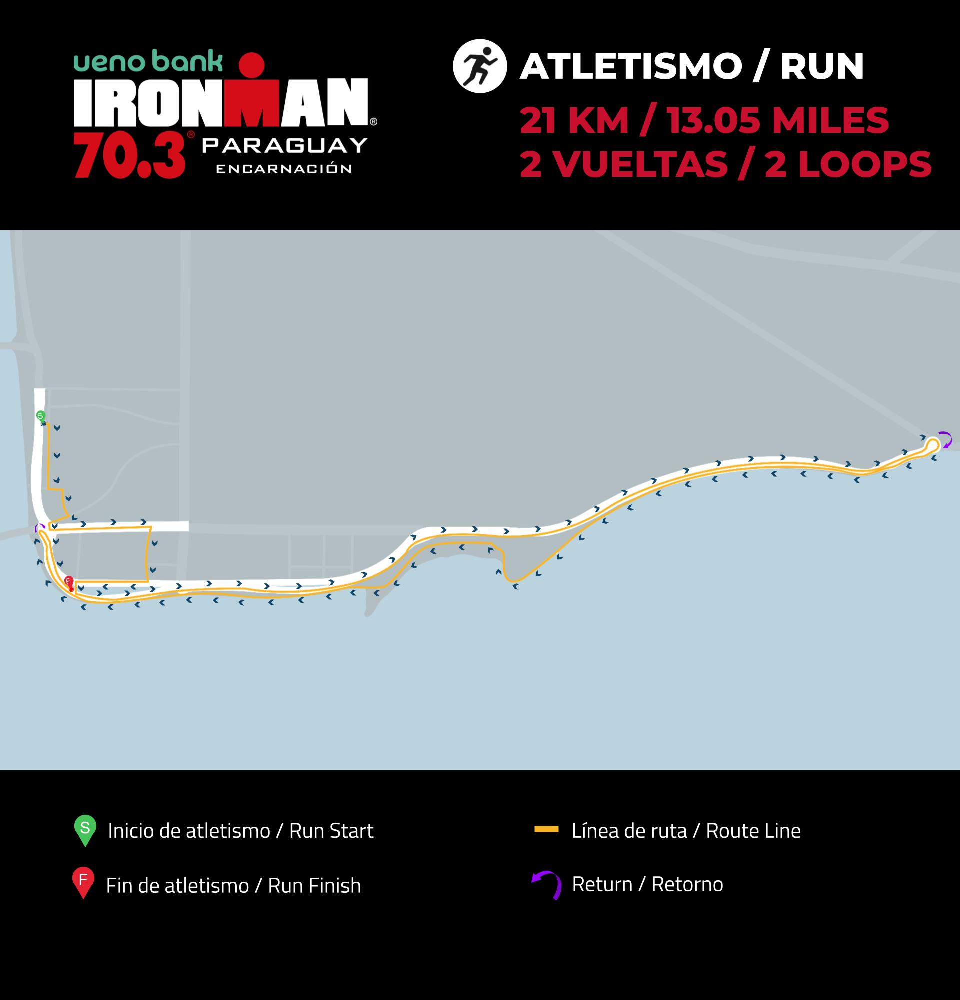 ueno bank
IRONMAN®
70.3® PARAGUAY
ENCARNACIÓN
ATLETISMO / RUN
21 KM / 13.05 MILES
2 VUELTAS / 2 LOOPS
S
F
S Inicio de atletismo / Run Start
F Fin de atletismo / Run Finish
Línea de ruta / Route Line
Return / Retorno